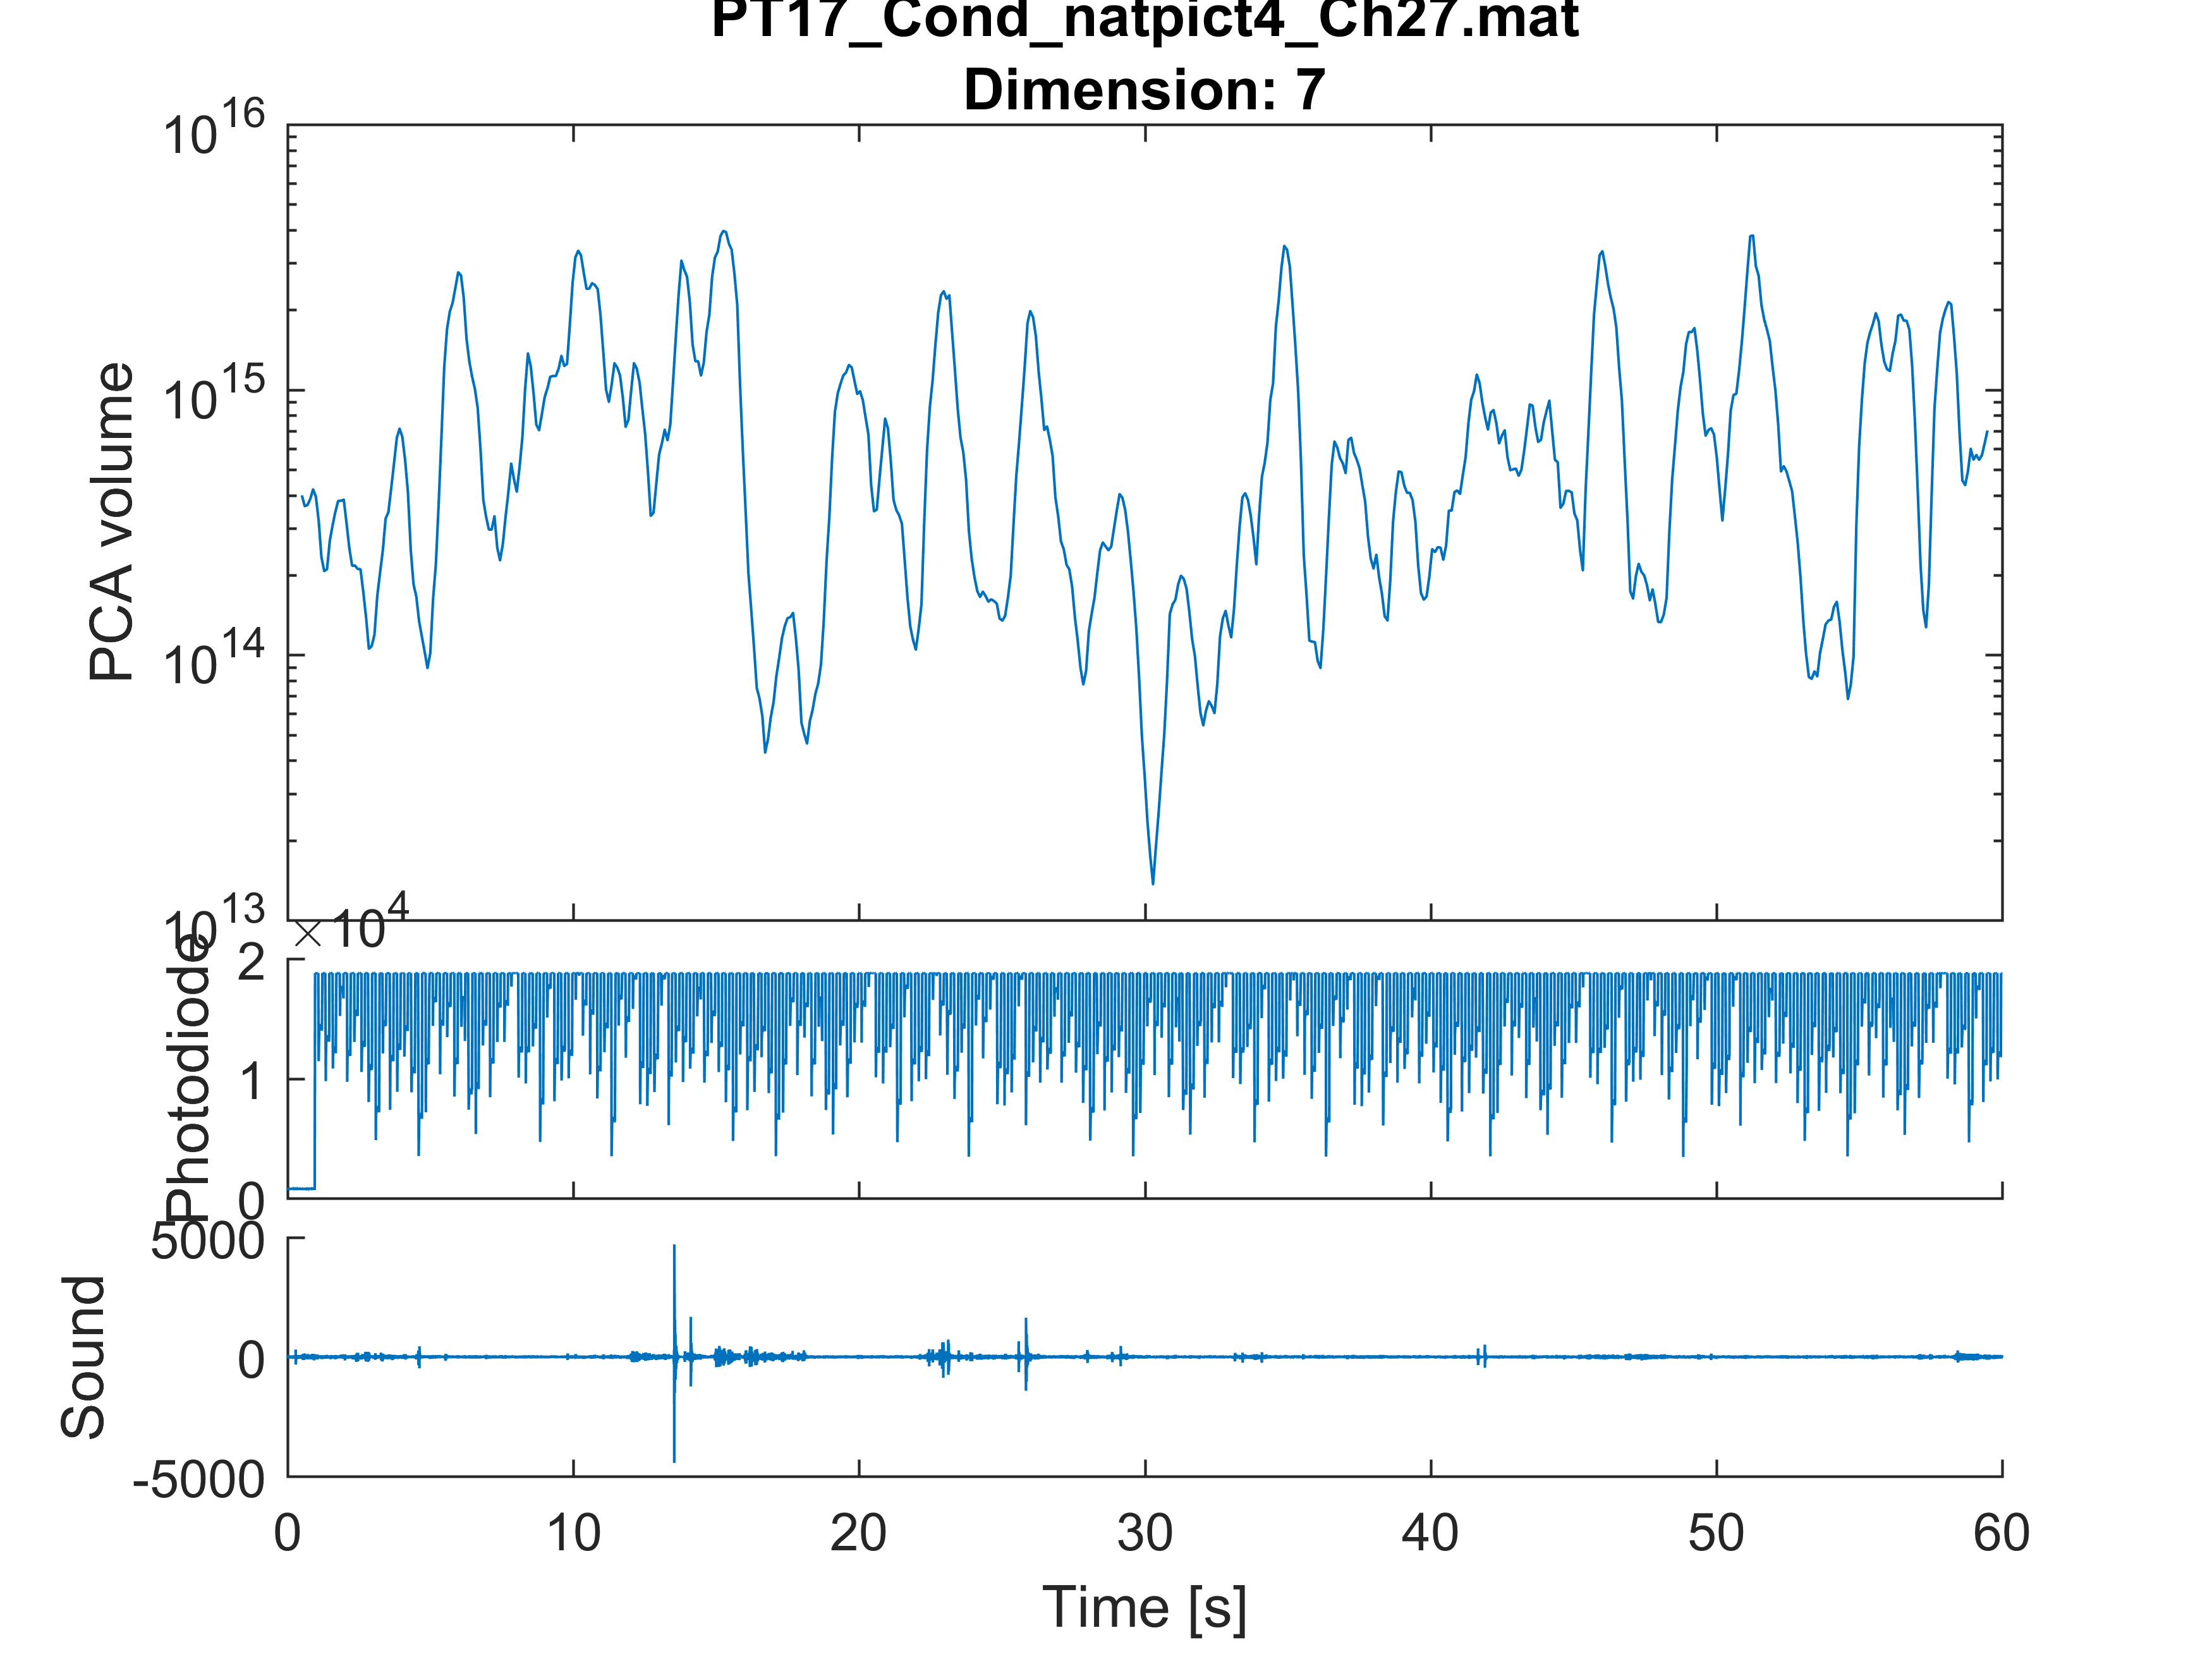 PT17_Cond_natpict4_Ch27.mat
Dimension: 7
10^16
10^15
10^14
10^13
PCA volume
× 10^4
2
1
0
Photodiode
5000
0
-5000
Sound
0 10 20 30 40 50 60
Time [s]